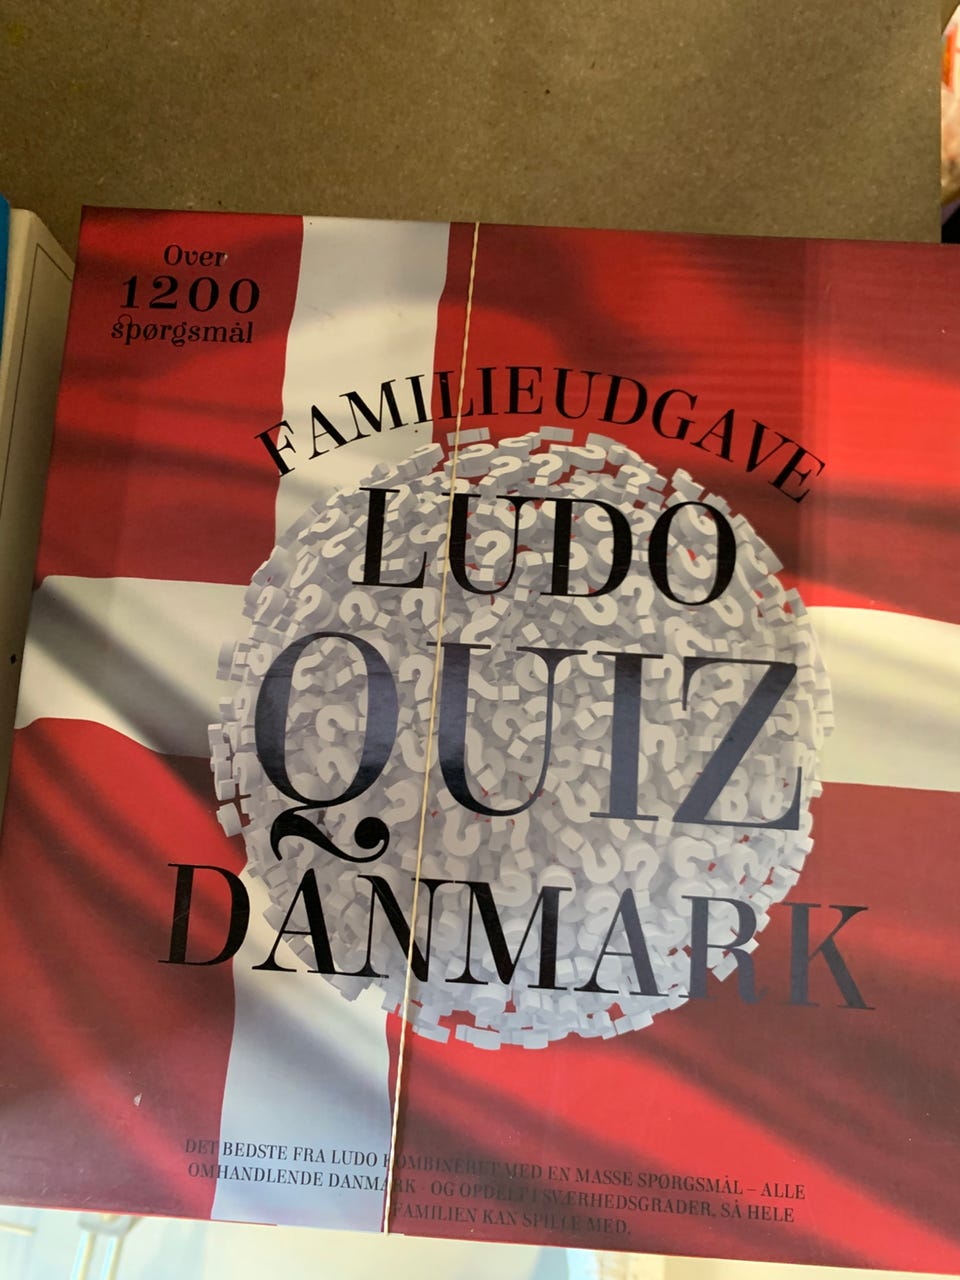 Over
1200
spørgsmål
FAMILIEUDGAVE
LUDO
QUIZ
DANMARK
DET BEDSTE FRA LUDO KOMBINERET MED EN MASSE SPØRGSMÅL – ALLE
OMHANDLENDE DANMARK - OG OPDELT I SVÆRHEDSGRADER, SÅ HELE
FAMILIEN KAN SPILLE MED.